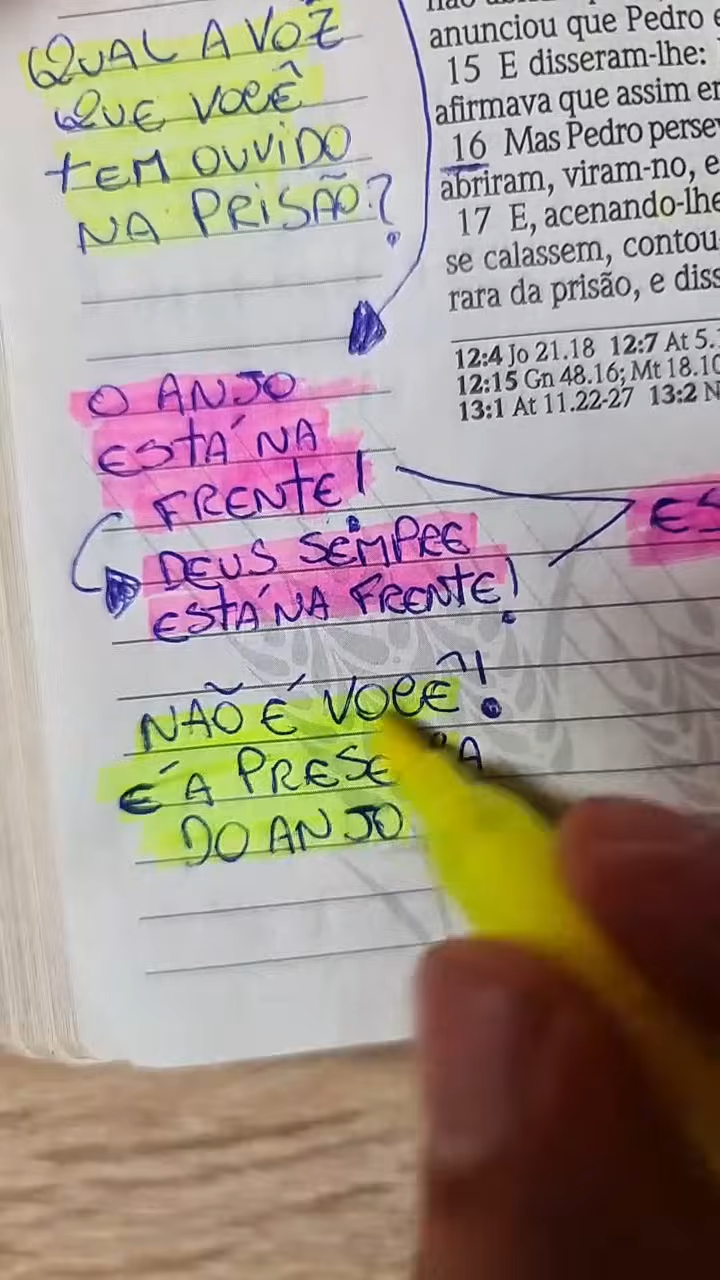 QUAL A VOZ
QUE VOCÊ
TEM OUVIDO
NA PRISÃO?
O ANJO
ESTÁ NA
FRENTE!
DEUS SEMPRE
ESTÁ NA FRENTE!
NÃO É VOCÊ!
É A
DO ANJO
anunciou que Pedro
15 E disseram-lhe:
afirmava que assim
16 Mas Pedro
abriram, viram-no, e
17 E, acenando-lhe
se calassem, contou
rara da prisão, e
12:4 Jo 21.18 12:7 At 5.
12:15 Gn 48.16; Mt 18.10
13:1 At 11.22-27 13:2
ES